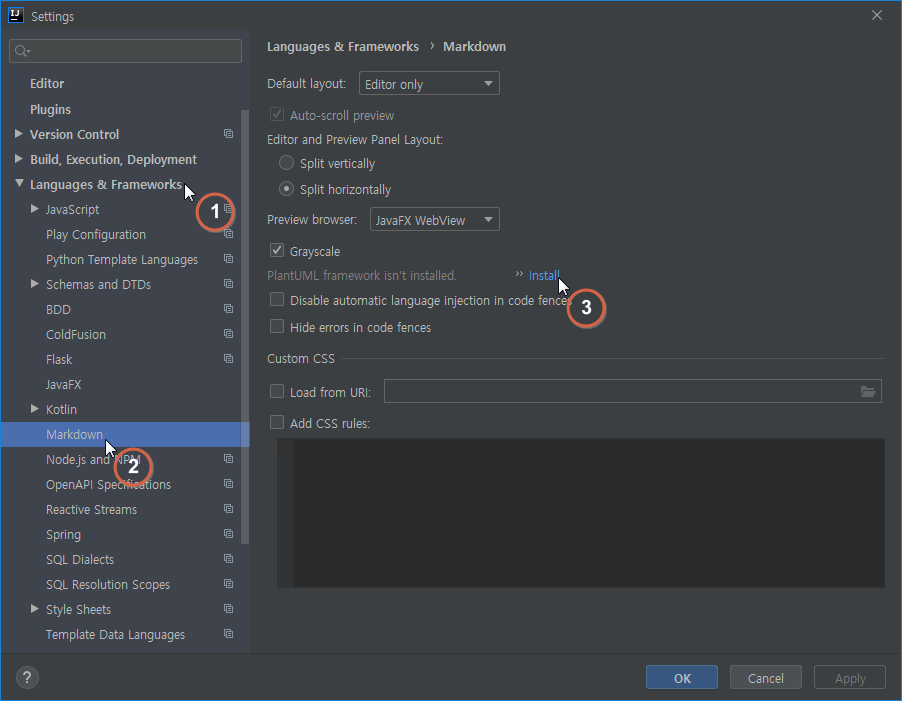 IJ Settings
Languages & Frameworks › Markdown
Editor
Plugins
Version Control
Build, Execution, Deployment
Languages & Frameworks
1
JavaScript
Play Configuration
Python Template Languages
Schemas and DTDs
BDD
ColdFusion
Flask
JavaFX
Kotlin
Markdown
2
Node.js and NPM
OpenAPI Specifications
Reactive Streams
Spring
SQL Dialects
SQL Resolution Scopes
Style Sheets
Template Data Languages
Default layout: Editor only
Auto-scroll preview
Editor and Preview Panel Layout:
Split vertically
Split horizontally
Preview browser: JavaFX WebView
Grayscale
PlantUML framework isn't installed. » Install
3
Disable automatic language injection in code fences
Hide errors in code fences
Custom CSS
Load from URI:
Add CSS rules:
? OK Cancel Apply